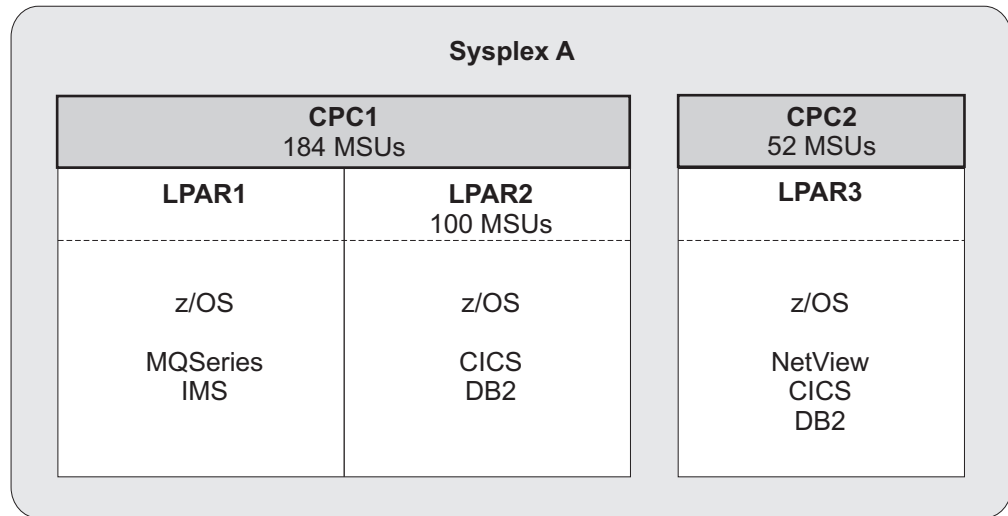 Sysplex A
CPC1
184 MSUs
LPAR1
LPAR2
100 MSUs
z/OS
MQSeries
IMS
z/OS
CICS
DB2
CPC2
52 MSUs
LPAR3
z/OS
NetView
CICS
DB2